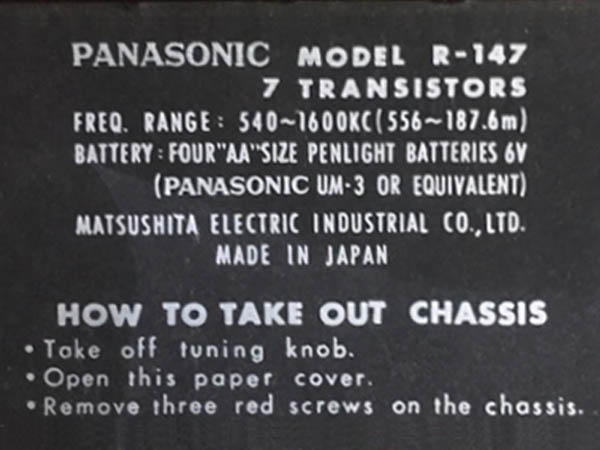 PANASONIC MODEL R-147
7 TRANSISTORS
FREQ. RANGE: 540~1600KC(556~187.6m)
BATTERY: FOUR"AA"SIZE PENLIGHT BATTERIES 6V
(PANASONIC UM-3 OR EQUIVALENT)
MATSUSHITA ELECTRIC INDUSTRIAL CO.,LTD.
MADE IN JAPAN
HOW TO TAKE OUT CHASSIS
• Take off tuning knob.
• Open this paper cover.
• Remove three red screws on the chassis.